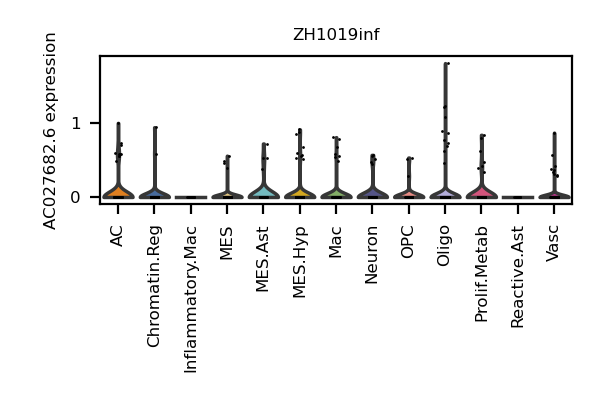 ZH1019inf
AC027682.6 expression
1
0
AC
Chromatin.Reg
Inflammatory.Mac
MES
MES.Ast
MES.Hyp
Mac
Neuron
OPC
Oligo
Prolif.Metab
Reactive.Ast
Vasc